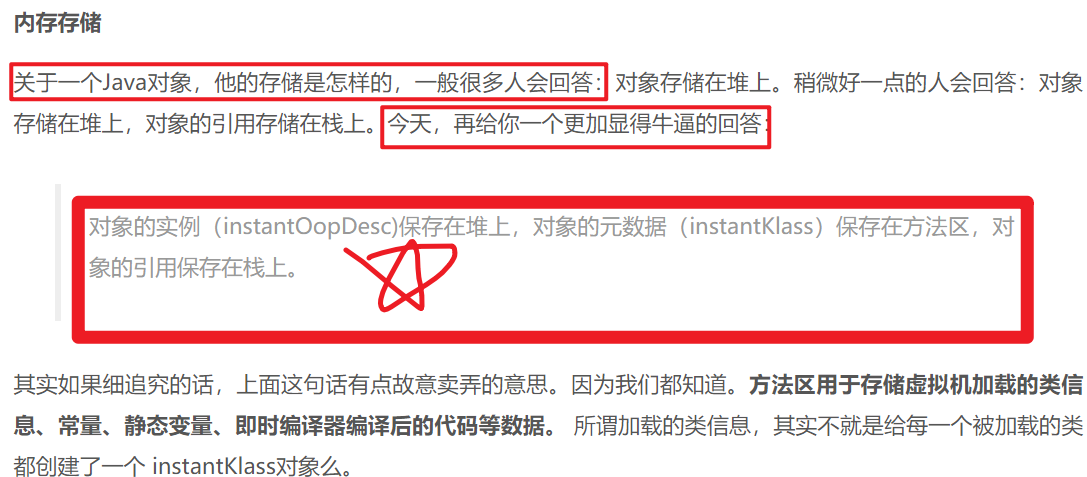 内存存储
关于一个Java对象，他的存储是怎样的，一般很多人会回答：对象存储在堆上。稍微好一点的人会回答：对象
存储在堆上，对象的引用存储在栈上。今天，再给你一个更加显得牛逼的回答：
对象的实例（instantOopDesc)保存在堆上，对象的元数据（instantKlass）保存在方法区，对
象的引用保存在栈上。
其实如果细追究的话，上面这句话有点故意卖弄的意思。因为我们都知道。方法区用于存储虚拟机加载的类信
息、常量、静态变量、即时编译器编译后的代码等数据。 所谓加载的类信息，其实不就是给每一个被加载的类
都创建了一个 instantKlass对象么。